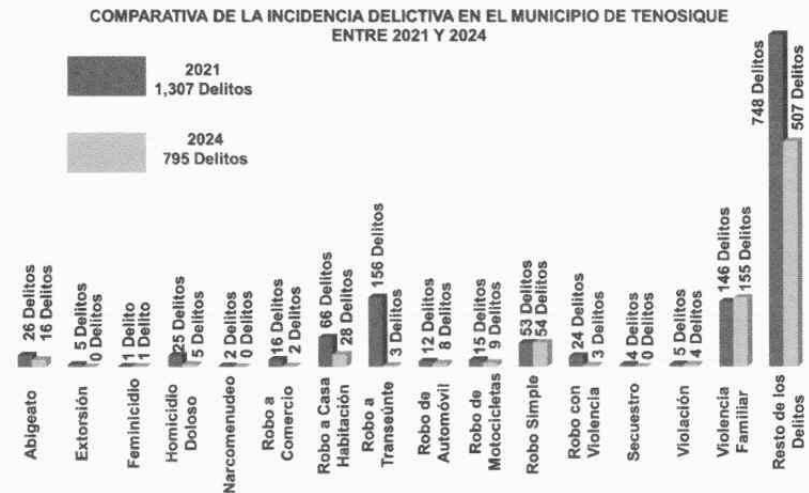 COMPARATIVA DE LA INCIDENCIA DELICTIVA EN EL MUNICIPIO DE TENOSIQUE
ENTRE 2021 Y 2024
2021
1,307 Delitos
2024
795 Delitos
26 Delitos
16 Delitos
5 Delitos
0 Delitos
1 Delito
1 Delito
25 Delitos
5 Delitos
2 Delitos
0 Delitos
16 Delitos
2 Delitos
66 Delitos
28 Delitos
156 Delitos
3 Delitos
12 Delitos
8 Delitos
15 Delitos
9 Delitos
53 Delitos
54 Delitos
24 Delitos
3 Delitos
4 Delitos
0 Delitos
5 Delitos
4 Delitos
146 Delitos
155 Delitos
748 Delitos
507 Delitos
Abigeato
Extorsión
Feminicidio
Homicidio
Doloso
Narcomenudeo
Robo a
Comercio
Robo a Casa
Habitación
Robo a
Transeúnte
Robo de
Automóvil
Robo de
Motocicletas
Robo Simple
Robo con
Violencia
Secuestro
Violación
Violencia
Familiar
Resto de los
Delitos